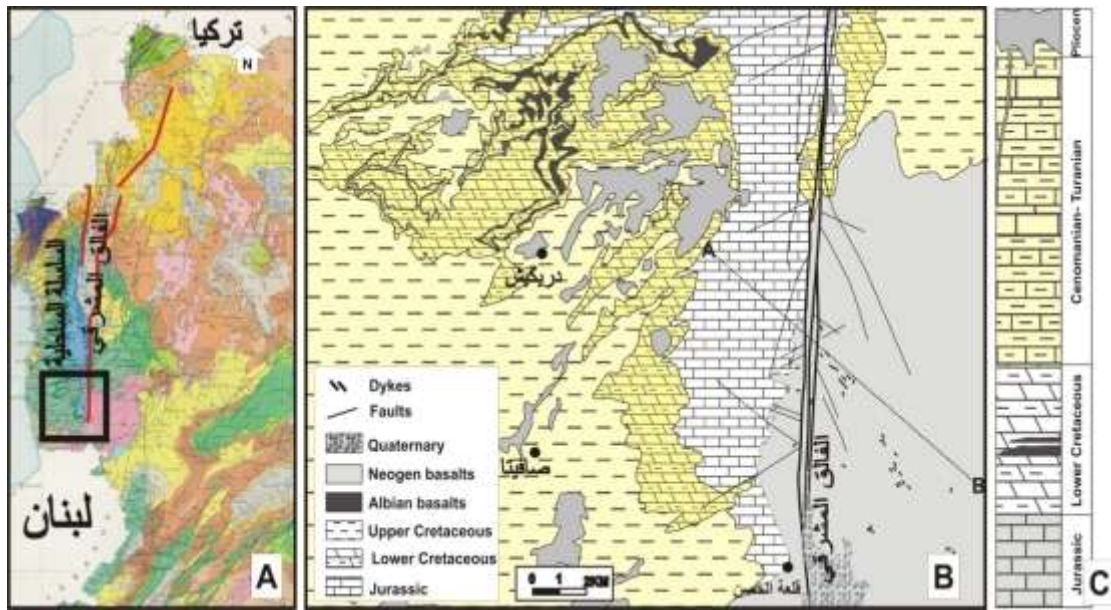 تركيا
N
السلسلة الساحلية
الفالق المشرقي
لبنان
A
A
دريكيش
صافيتا
الفالق المشرقي
قلعة الحصن
B
Dykes
Faults
Quaternary
Neogen basalts
Albian basalts
Upper Cretaceous
Lower Cretaceous
Jurassic
0 1 2KM
B
Pliocen
Cenomanian- Turanian
Lower Cretaceous
Jurassic
C